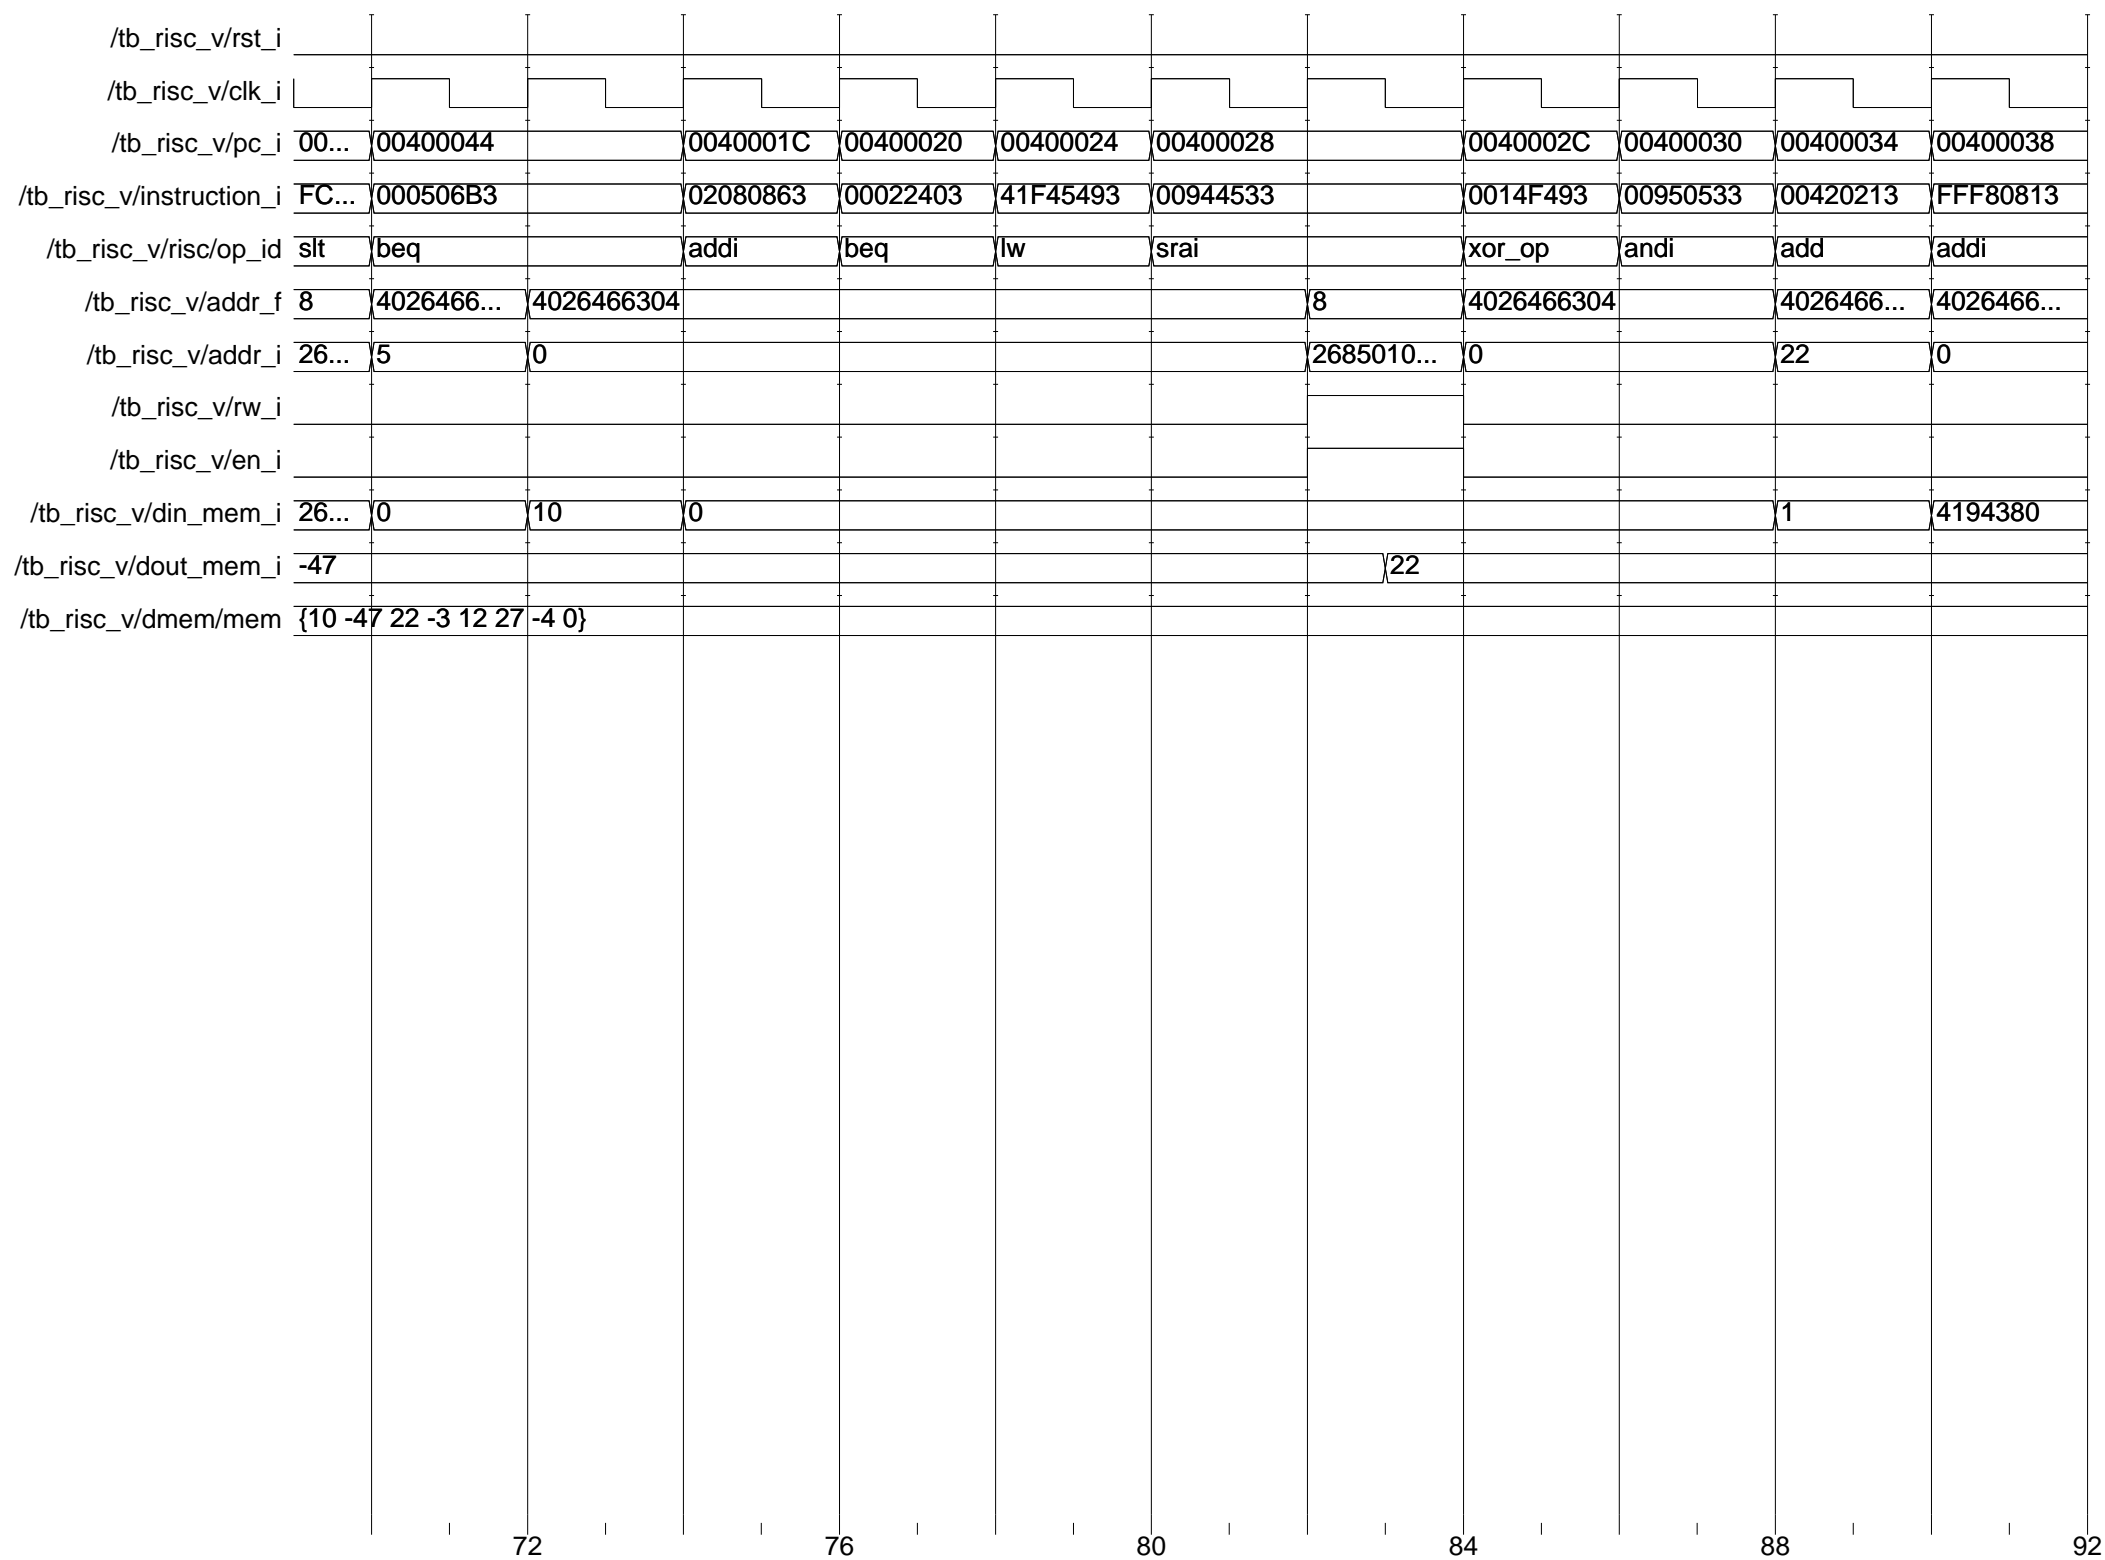 /tb_risc_v/rst_i
/tb_risc_v/clk_i
/tb_risc_v/pc_i 00... 00400044 0040001C 00400020 00400024 00400028 0040002C 00400030 00400034 00400038
/tb_risc_v/instruction_i FC... 000506B3 02080863 00022403 41F45493 00944533 0014F493 00950533 00420213 FFF80813
/tb_risc_v/risc/op_id slt beq addi beq lw srai xor_op andi add addi
/tb_risc_v/addr_f 8 4026466... 4026466304 8 4026466304 4026466... 4026466...
/tb_risc_v/addr_i 26... 5 0 2685010... 0 22 0
/tb_risc_v/rw_i
/tb_risc_v/en_i
/tb_risc_v/din_mem_i 26... 0 10 0 1 4194380
/tb_risc_v/dout_mem_i -47 22
/tb_risc_v/dmem/mem {10 -47 22 -3 12 27 -4 0}
72 76 80 84 88 92